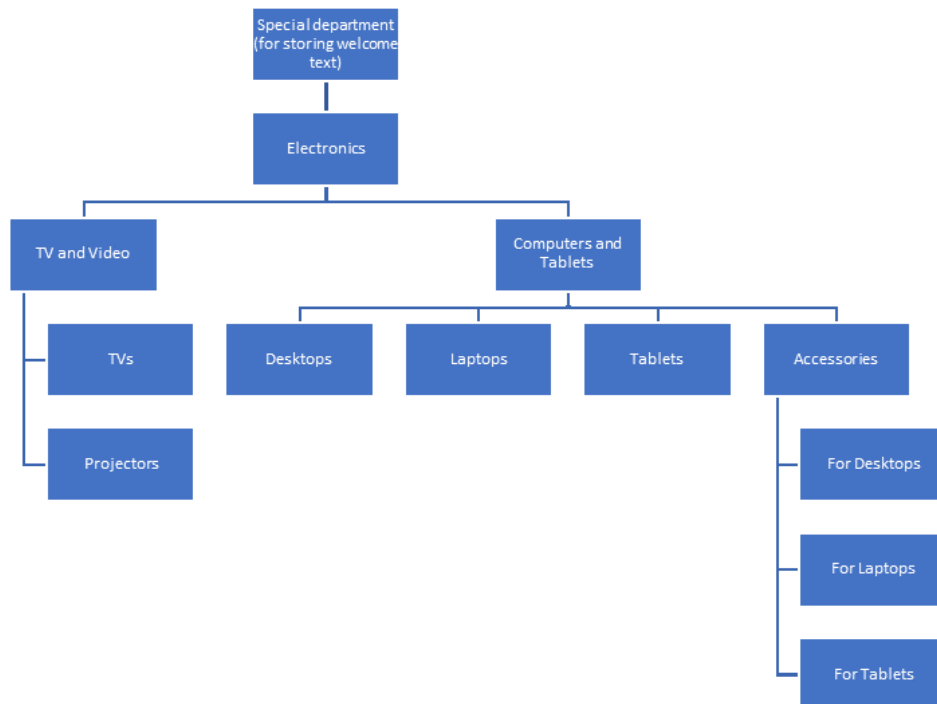 Special department
(for storing welcome
text)
Electronics
TV and Video
Computers and
Tablets
TVs
Desktops
Laptops
Tablets
Accessories
Projectors
For Desktops
For Laptops
For Tablets